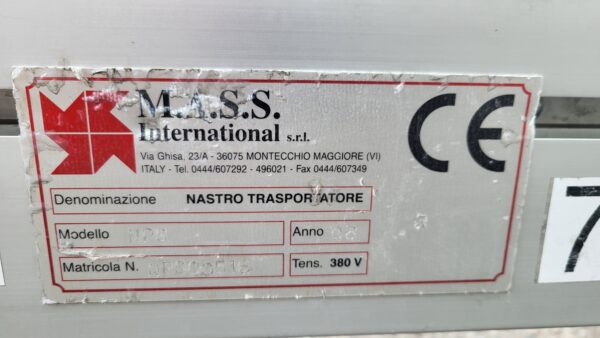 M.A.S.S.
International s.r.l.
Via Ghisa, 23/A - 36075 MONTECCHIO MAGGIORE (VI)
ITALY - Tel. 0444/607292 - 496021 - Fax 0444/607349
CE
Denominazione NASTRO TRASPORTATORE
Modello Anno
Matricola N. Tens. 380 V
7